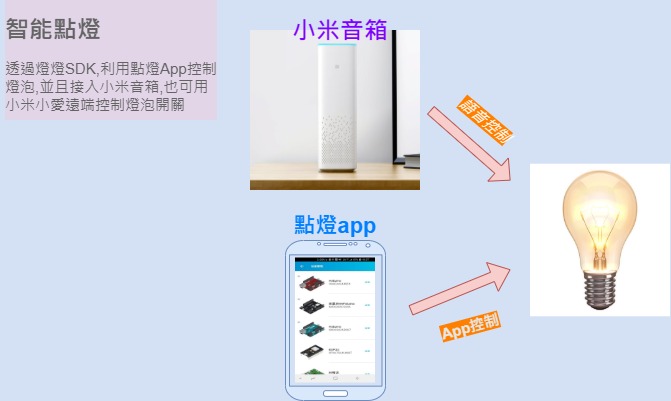 智能點燈
透過燈燈SDK,利用點燈App控制
燈泡,並且接入小米音箱,也可用
小米小愛遠端控制燈泡開關
小米音箱
語音控制
點燈app
App控制